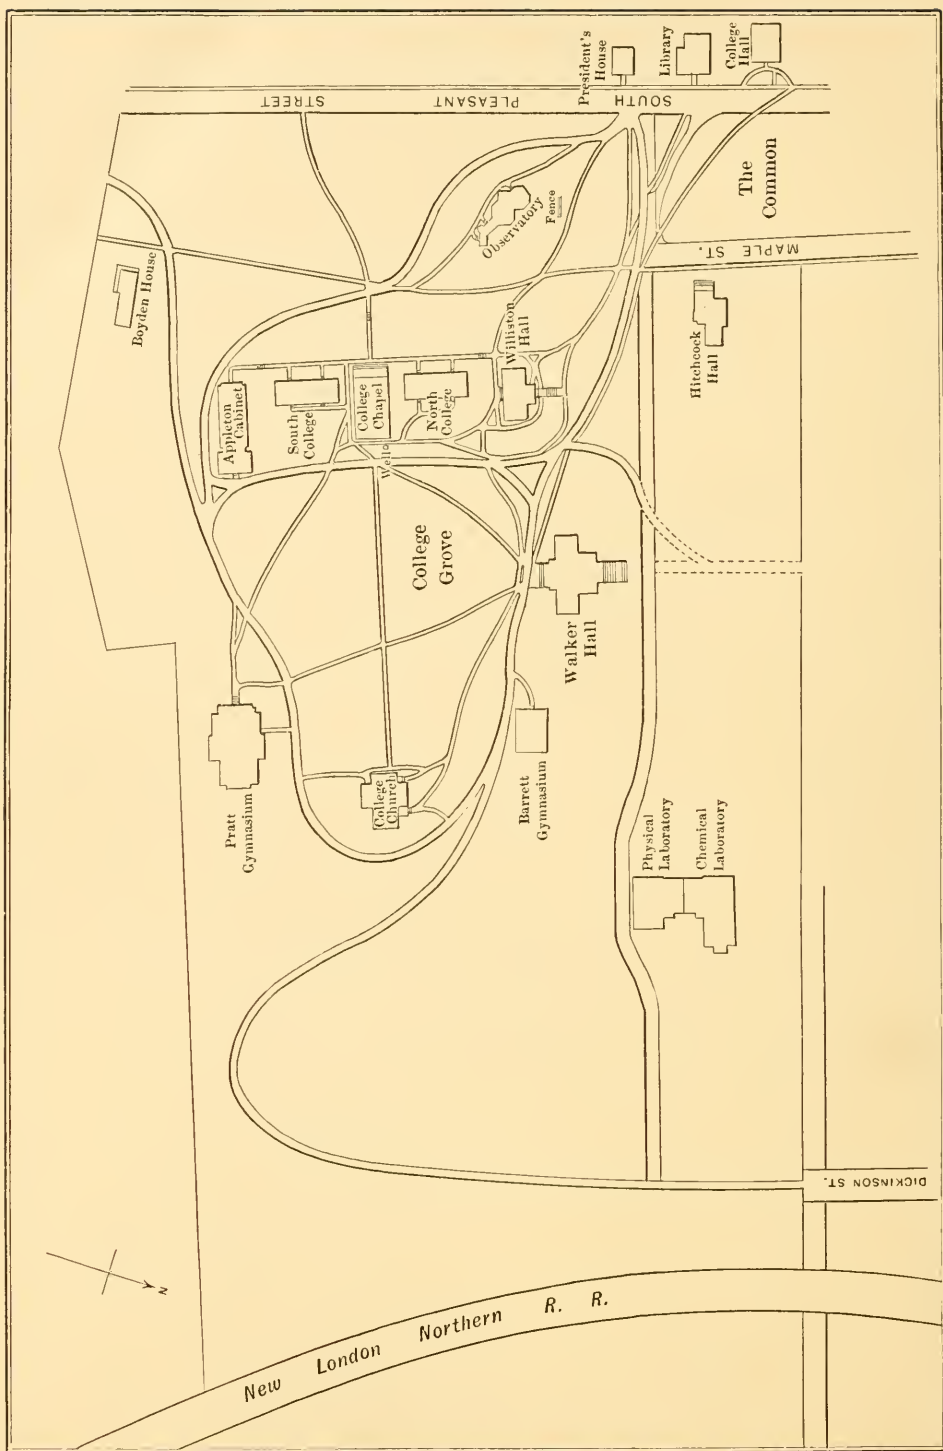 President's
House
Library
College
Hall
SOUTH PLEASANT STREET
The
Common
MAPLE ST.
Observatory
Fence
Boyden House
Hitchcock
Hall
Williston
Hall
North
College
College
Chapel
South
College
Appleton
Cabinet
Well
College
Grove
Walker
Hall
Pratt
Gymnasium
College
Church
Barrett
Gymnasium
Physical
Laboratory
Chemical
Laboratory
DICKINSON ST.
N
New London Northern R. R.